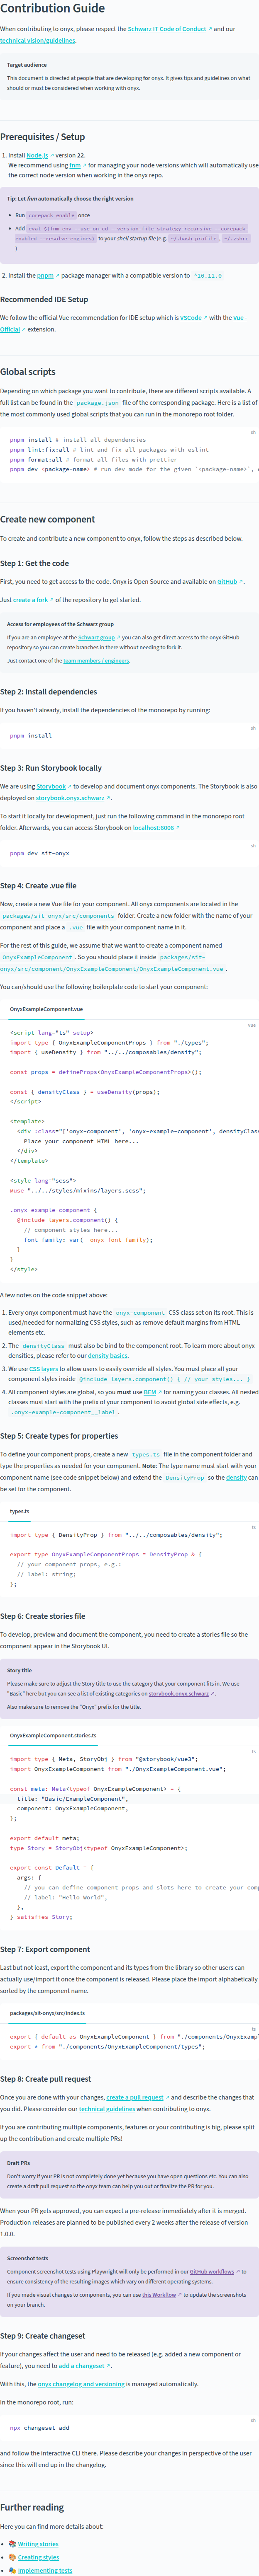 Contribution Guide
When contributing to onyx, please respect the Schwarz IT Code of Conduct ↗ and our
technical vision/guidelines.
Target audience
This document is directed at people that are developing for onyx. It gives tips and guidelines on what
should or must be considered when working with onyx.
Prerequisites / Setup
1. Install Node.js ↗ version 22.
We recommend using fnm ↗ for managing your node versions which will automatically use
the correct node version when working in the onyx repo.
Tip: Let fnm automatically choose the right version
• Run corepack enable once
• Add eval $(fnm env --use-on-cd --version-file-strategy=recursive --corepack-
enabled --resolve-engines) to your shell startup file (e.g. ~/.bash_profile, ~/.zshrc
)
2. Install the pnpm ↗ package manager with a compatible version to ^10.11.0
Recommended IDE Setup
We follow the official Vue recommendation for IDE setup which is VSCode ↗ with the Vue -
Official ↗ extension.
Global scripts
Depending on which package you want to contribute, there are different scripts available. A
full list can be found in the package.json file of the corresponding package. Here is a list of
the most commonly used global scripts that you can run in the monorepo root folder.
sh
pnpm install # install all dependencies
pnpm lint:fix:all # lint and fix all packages with eslint
pnpm format:all # format all files with prettier
pnpm dev <package-name> # run dev mode for the given `<package-name>`,
Create new component
To create and contribute a new component to onyx, follow the steps as described below.
Step 1: Get the code
First, you need to get access to the code. Onyx is Open Source and available on GitHub ↗.
Just create a fork ↗ of the repository to get started.
Access for employees of the Schwarz group
If you are an employee at the Schwarz group ↗ you can also get direct access to the onyx GitHub
repository so you can create branches in there without needing to fork it.
Just contact one of the team members / engineers.
Step 2: Install dependencies
If you haven't already, install the dependencies of the monorepo by running:
sh
pnpm install
Step 3: Run Storybook locally
We are using Storybook ↗ to develop and document onyx components. The Storybook is also
deployed on storybook.onyx.schwarz ↗.
To start it locally for development, just run the following command in the monorepo root
folder. Afterwards, you can access Storybook on localhost:6006 ↗
sh
pnpm dev sit-onyx
Step 4: Create .vue file
Now, create a new Vue file for your component. All onyx components are located in the
packages/sit-onyx/src/components folder. Create a new folder with the name of your
component and place a .vue file with your component name in it.
For the rest of this guide, we assume that we want to create a component named
OnyxExampleComponent. So you should place it inside packages/sit-
onyx/src/component/OnyxExampleComponent/OnyxExampleComponent.vue.
You can/should use the following boilerplate code to start your component:
OnyxExampleComponent.vue
vue
<script lang="ts" setup>
import type { OnyxExampleComponentProps } from "./types";
import { useDensity } from "../../composables/density";
const props = defineProps<OnyxExampleComponentProps>();
const { densityClass } = useDensity(props);
</script>
<template>
<div :class="['onyx-component', 'onyx-example-component', densityClass
Place your component HTML here...
</div>
</template>
<style lang="scss">
@use "../../styles/mixins/layers.scss";
.onyx-example-component {
@include layers.component() {
// component styles here...
font-family: var(--onyx-font-family);
}
}
</style>
A few notes on the code snippet above:
1. Every onyx component must have the onyx-component CSS class set on its root. This is
used/needed for normalizing CSS styles, such as remove default margins from HTML
elements etc.
2. The densityClass must also be bind to the component root. To learn more about onyx
densities, please refer to our density basics.
3. We use CSS layers to allow users to easily override all styles. You must place all your
component styles inside @include layers.component() { // your styles... }
4. All component styles are global, so you must use BEM ↗ for naming your classes. All nested
classes must start with the prefix of your component to avoid global side effects, e.g.
.onyx-example-component__label.
Step 5: Create types for properties
To define your component props, create a new types.ts file in the component folder and
type the properties as needed for your component. Note: The type name must start with your
component name (see code snippet below) and extend the DensityProp so the density can
be set for the component.
types.ts
ts
import type { DensityProp } from "../../composables/density";
export type OnyxExampleComponentProps = DensityProp & {
// your component props, e.g.:
// label: string;
};
Step 6: Create stories file
To develop, preview and document the component, you need to create a stories file so the
component appear in the Storybook UI.
Story title
Please make sure to adjust the Story title to use the category that your component fits in. We use
"Basic" here but you can see a list of existing categories on storybook.onyx.schwarz ↗.
Also make sure to remove the "Onyx" prefix for the title.
OnyxExampleComponent.stories.ts
ts
import type { Meta, StoryObj } from "@storybook/vue3";
import OnyxExampleComponent from "./OnyxExampleComponent.vue";
const meta: Meta<typeof OnyxExampleComponent> = {
title: "Basic/ExampleComponent",
component: OnyxExampleComponent,
};
export default meta;
type Story = StoryObj<typeof OnyxExampleComponent>;
export const Default = {
args: {
// you can define component props and slots here to create your com
// label: "Hello World",
},
} satisfies Story;
Step 7: Export component
Last but not least, export the component and its types from the library so other users can
actually use/import it once the component is released. Please place the import alphabetically
sorted by the component name.
packages/sit-onyx/src/index.ts
ts
export { default as OnyxExampleComponent } from "./components/OnyxExampl
export * from "./components/OnyxExampleComponent/types";
Step 8: Create pull request
Once you are done with your changes, create a pull request ↗ and describe the changes that
you did. Please consider our technical guidelines when contributing to onyx.
If you are contributing multiple components, features or your contributing is big, please split
up the contribution and create multiple PRs!
Draft PRs
Don't worry if your PR is not completely done yet because you have open questions etc. You can also
create a draft pull request so the onyx team can help you out or finalize the PR for you.
When your PR gets approved, you can expect a pre-release immediately after it is merged.
Production releases are planned to be published every 2 weeks after the release of version
1.0.0.
Screenshot tests
Component screenshot tests using Playwright will only be performed in our GitHub workflows ↗ to
ensure consistency of the resulting images which vary on different operating systems.
If you made visual changes to components, you can use this Workflow ↗ to update the screenshots
on your branch.
Step 9: Create changeset
If your changes affect the user and need to be released (e.g. added a new component or
feature), you need to add a changeset ↗.
With this, the onyx changelog and versioning is managed automatically.
In the monorepo root, run:
sh
npx changeset add
and follow the interactive CLI there. Please describe your changes in perspective of the user
since this will end up in the changelog.
Further reading
Here you can find more details about:
• 📚 Writing stories
• 🎨 Creating styles
• 🎭 Implementing tests